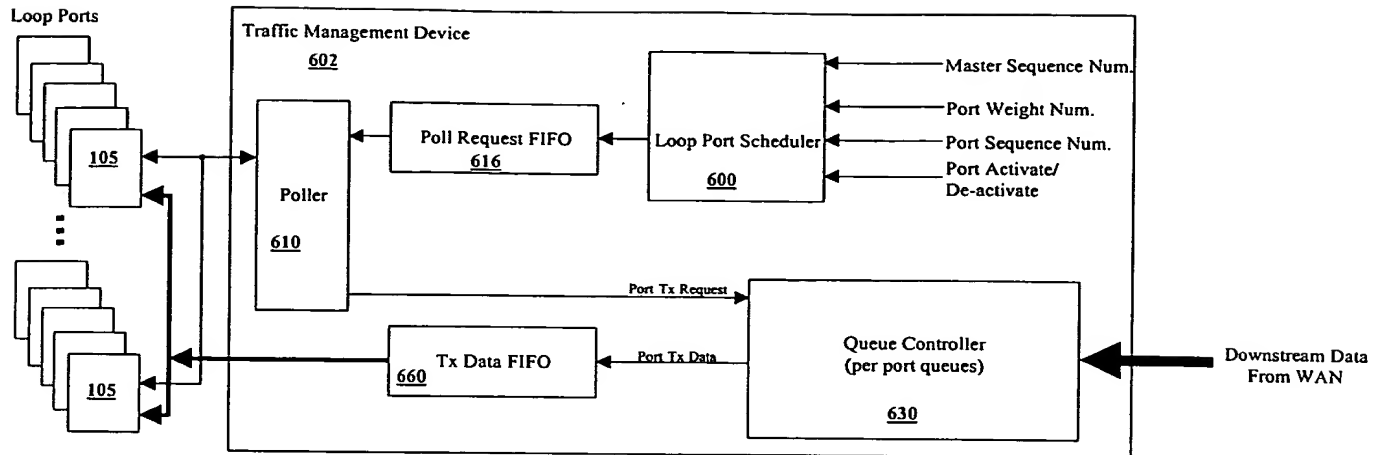 Loop Ports
105
105
Traffic Management Device
602
Poller
610
Poll Request FIFO
616
Loop Port Scheduler
600
Master Sequence Num.
Port Weight Num.
Port Sequence Num.
Port Activate/
De-activate
Port Tx Request
Tx Data FIFO
660
Port Tx Data
Queue Controller
(per port queues)
630
Downstream Data
From WAN